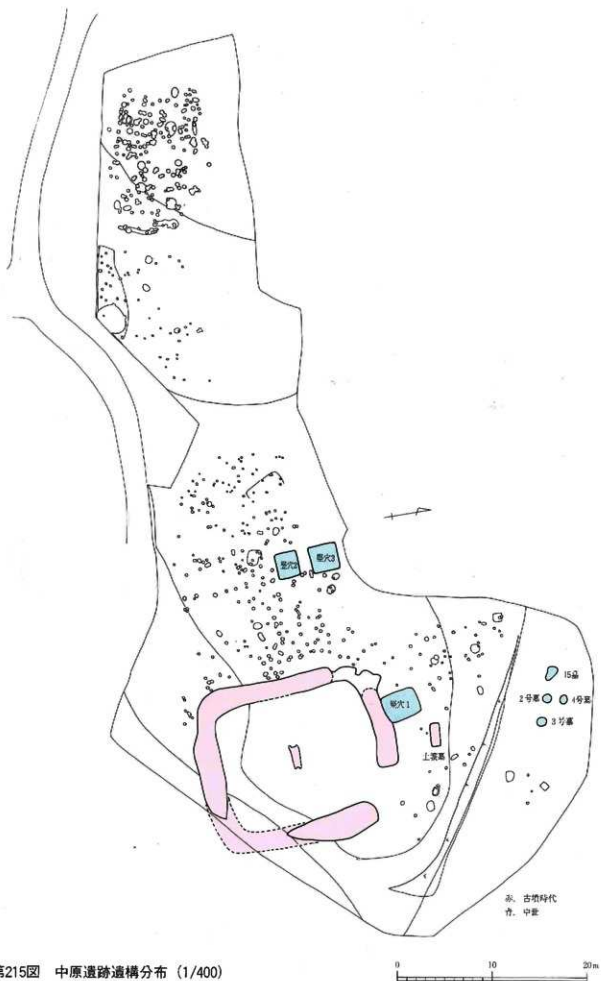 竪穴2
竪穴3
竪穴1
土壙墓
15墓
2号墓
4号墓
3号墓
赤、古墳時代
青、中世
第215図 中原遺跡遺構分布 (1/400)
0 10 20m